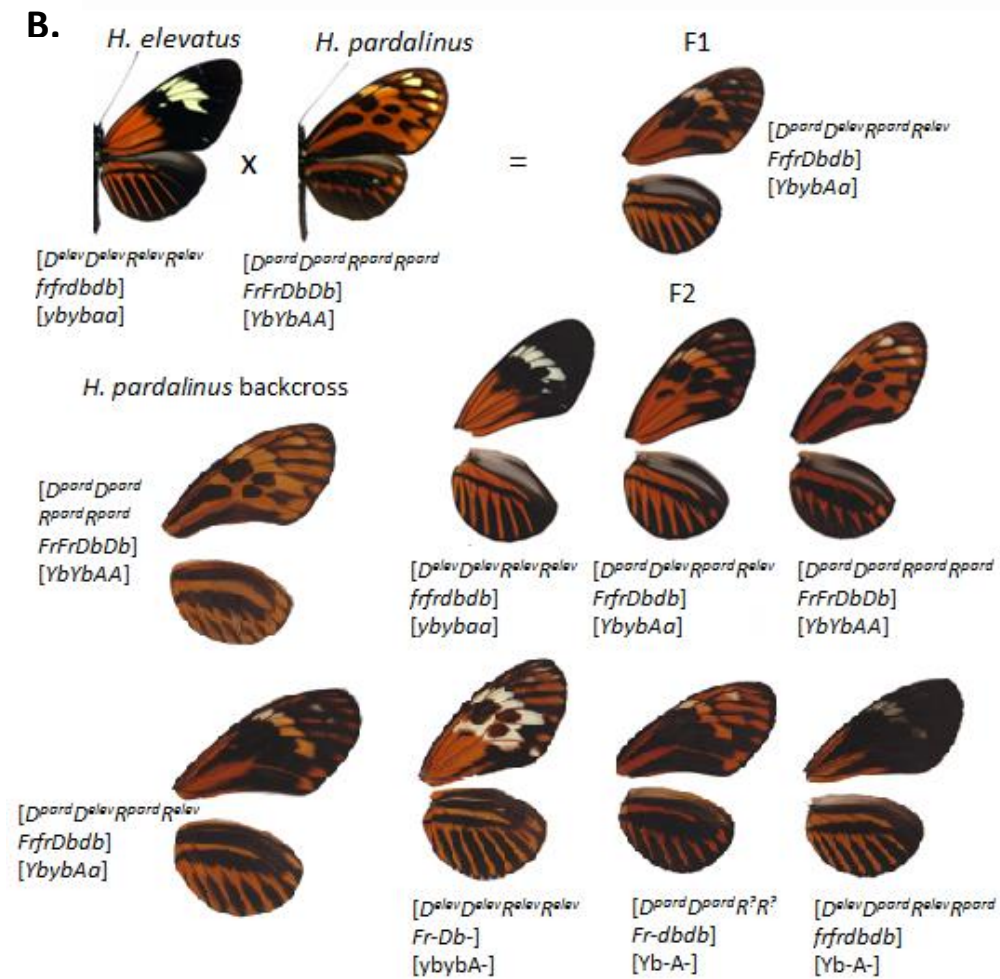 B.
H. elevatus
H. pardalinus
F1
x
=
[DᵖᵃʳᵈDᵉˡᵉᵛRᵖᵃʳᵈRᵉˡᵉᵛ
FrfrDbdb]
[YbybAa]
[DᵉˡᵉᵛDᵉˡᵉᵛRᵉˡᵉᵛRᵉˡᵉᵛ
frfrdbdb]
[ybybaa]
[DᵖᵃʳᵈDᵖᵃʳᵈRᵖᵃʳᵈRᵖᵃʳᵈ
FrFrDbDb]
[YbYbAA]
F2
H. pardalinus backcross
[DᵖᵃʳᵈDᵖᵃʳᵈ
RᵖᵃʳᵈRᵖᵃʳᵈ
FrFrDbDb]
[YbYbAA]
[DᵉˡᵉᵛDᵉˡᵉᵛRᵉˡᵉᵛRᵉˡᵉᵛ
frfrdbdb]
[ybybaa]
[DᵖᵃʳᵈDᵉˡᵉᵛRᵖᵃʳᵈRᵉˡᵉᵛ
FrfrDbdb]
[YbybAa]
[DᵖᵃʳᵈDᵖᵃʳᵈRᵖᵃʳᵈRᵖᵃʳᵈ
FrFrDbDb]
[YbYbAA]
[DᵖᵃʳᵈDᵉˡᵉᵛRᵖᵃʳᵈRᵉˡᵉᵛ
FrfrDbdb]
[YbybAa]
[DᵉˡᵉᵛDᵉˡᵉᵛRᵉˡᵉᵛRᵉˡᵉᵛ
Fr-Db-]
[ybybA-]
[DᵖᵃʳᵈDᵖᵃʳᵈR?R?
Fr-dbdb]
[Yb-A-]
[DᵉˡᵉᵛDᵖᵃʳᵈRᵉˡᵉᵛRᵖᵃʳᵈ
frfrdbdb]
[Yb-A-]